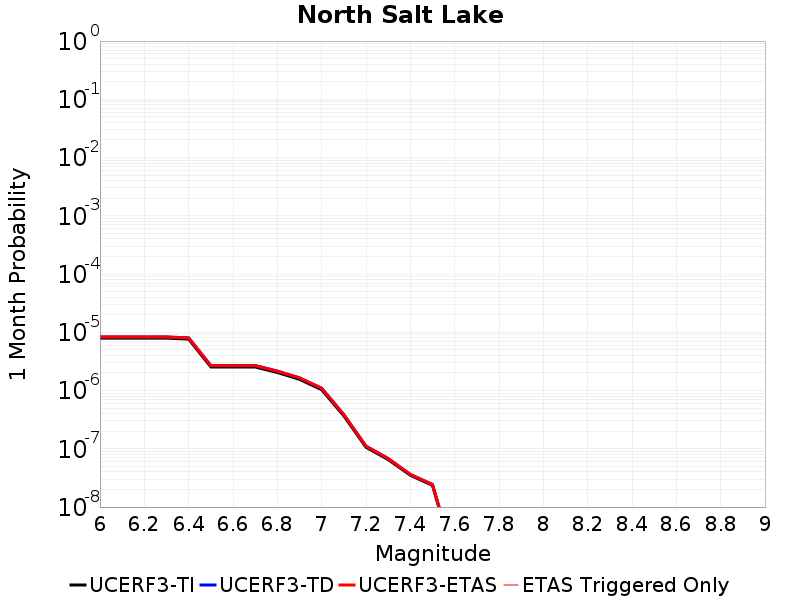 North Salt Lake
1 Month Probability
10^0
10^-1
10^-2
10^-3
10^-4
10^-5
10^-6
10^-7
10^-8
6 6.2 6.4 6.6 6.8 7 7.2 7.4 7.6 7.8 8 8.2 8.4 8.6 8.8 9
Magnitude
UCERF3-TI UCERF3-TD UCERF3-ETAS ETAS Triggered Only